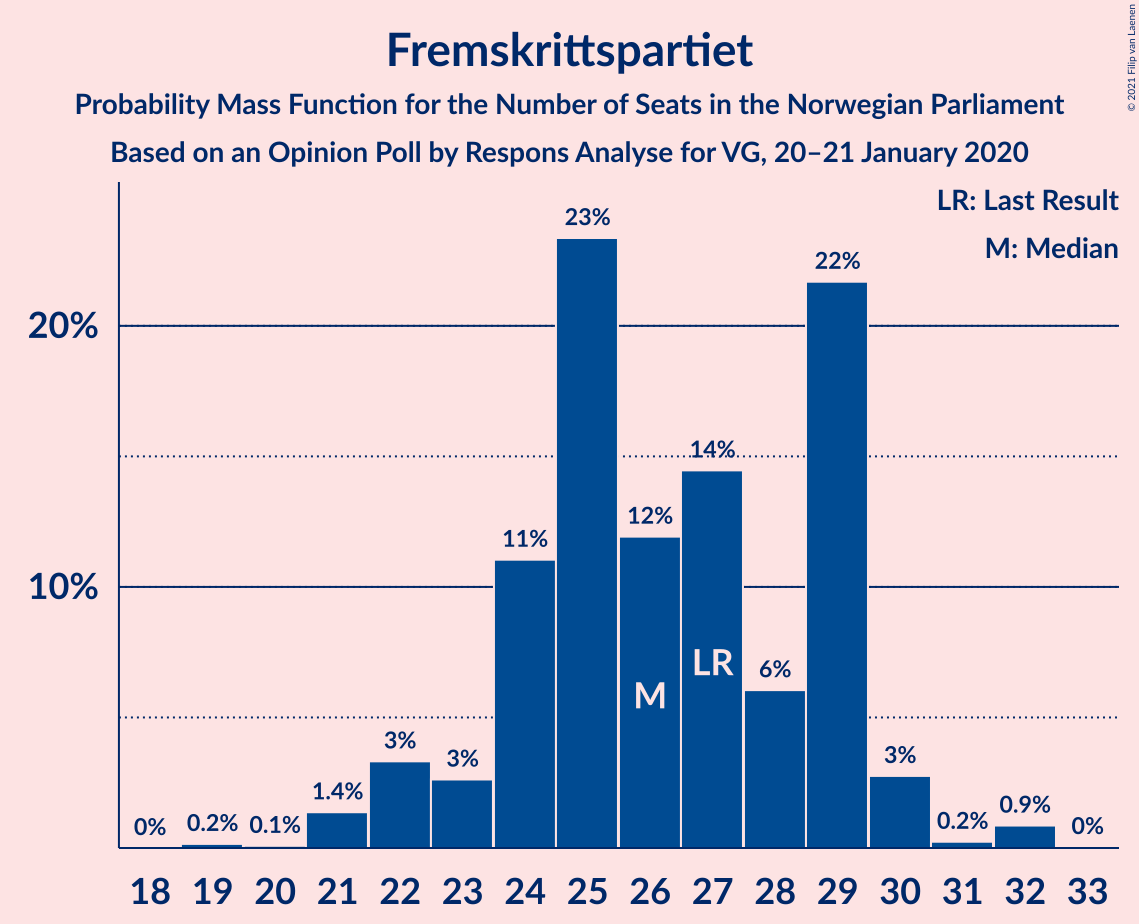 Fremskrittspartiet
Probability Mass Function for the Number of Seats in the Norwegian Parliament
Based on an Opinion Poll by Respons Analyse for VG, 20–21 January 2020
© 2021 Filip van Laenen
LR: Last Result
M: Median
20%
10%
0%
0.2%
0.1%
1.4%
3%
3%
11%
23%
12%
14%
6%
22%
3%
0.2%
0.9%
0%
M
LR
18 19 20 21 22 23 24 25 26 27 28 29 30 31 32 33